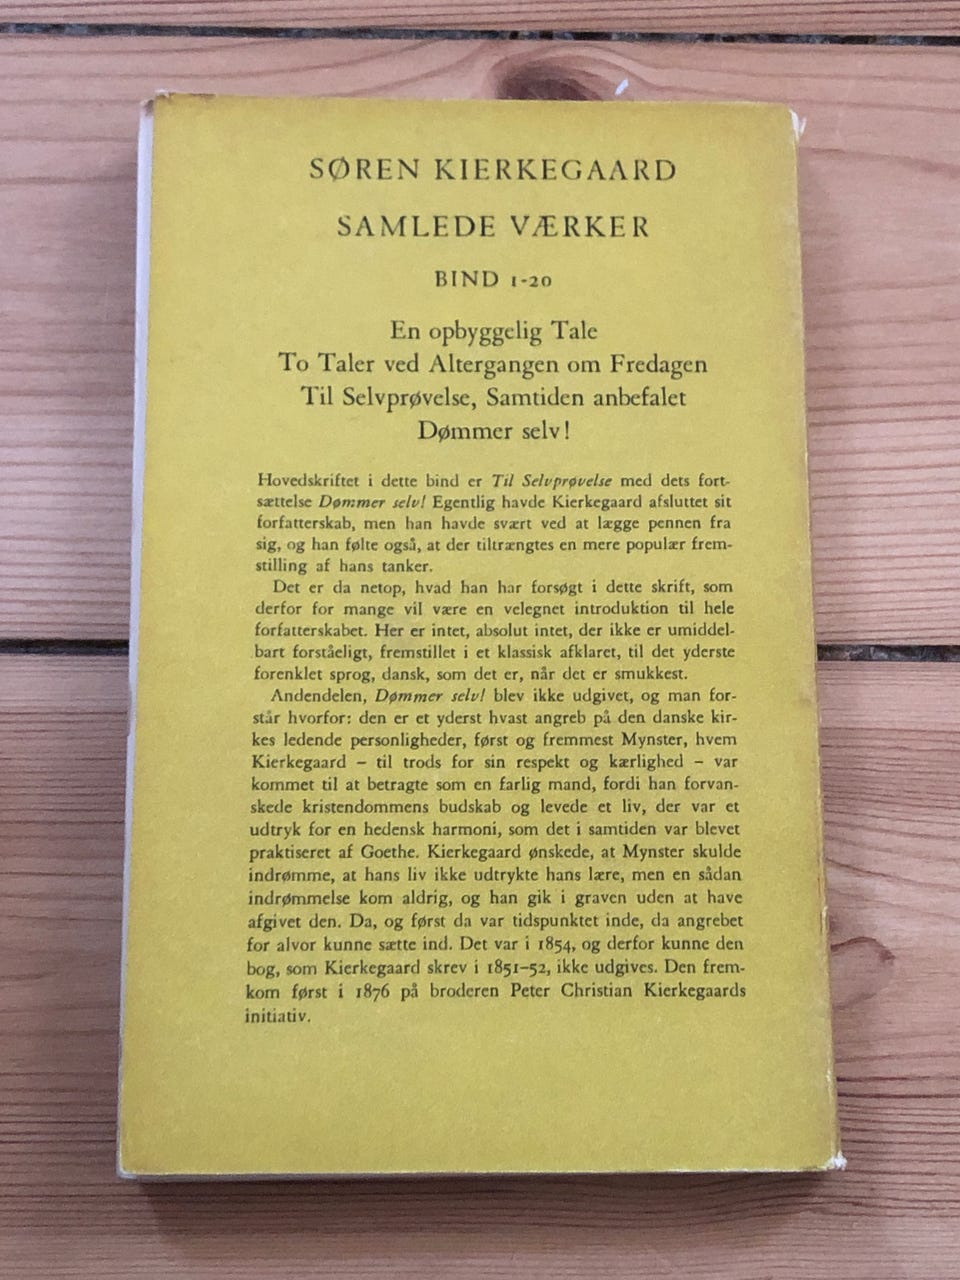 SØREN KIERKEGAARD
SAMLEDE VÆRKER
BIND 1-20
En opbyggelig Tale
To Taler ved Altergangen om Fredagen
Til Selvprøvelse, Samtiden anbefalet
Dømmer selv!
Hovedskriftet i dette bind er Til Selvprøvelse med dets fort-
sættelse Dømmer selv! Egentlig havde Kierkegaard afsluttet sit
forfatterskab, men han havde svært ved at lægge pennen fra
sig, og han følte også, at der tiltrængtes en mere populær frem-
stilling af hans tanker.
Det er da netop, hvad han har forsøgt i dette skrift, som
derfor for mange vil være en velegnet introduktion til hele
forfatterskabet. Her er intet, absolut intet, der ikke er umiddel-
bart forståeligt, fremstillet i et klassisk afklaret, til det yderste
forenklet sprog, dansk, som det er, når det er smukkest.
Andendelen, Dømmer selv! blev ikke udgivet, og man for-
står hvorfor: den er et yderst hvast angreb på den danske kir-
kes ledende personligheder, først og fremmest Mynster, hvem
Kierkegaard – til trods for sin respekt og kærlighed – var
kommet til at betragte som en farlig mand, fordi han forvan-
skede kristendommens budskab og levede et liv, der var et
udtryk for en hedensk harmoni, som det i samtiden var blevet
praktiseret af Goethe. Kierkegaard ønskede, at Mynster skulde
indrømme, at hans liv ikke udtrykte hans lære, men en sådan
indrømmelse kom aldrig, og han gik i graven uden at have
afgivet den. Da, og først da var tidspunktet inde, da angrebet
for alvor kunne sætte ind. Det var i 1854, og derfor kunne den
bog, som Kierkegaard skrev i 1851–52, ikke udgives. Den frem-
kom først i 1876 på broderen Peter Christian Kierkegaards
initiativ.